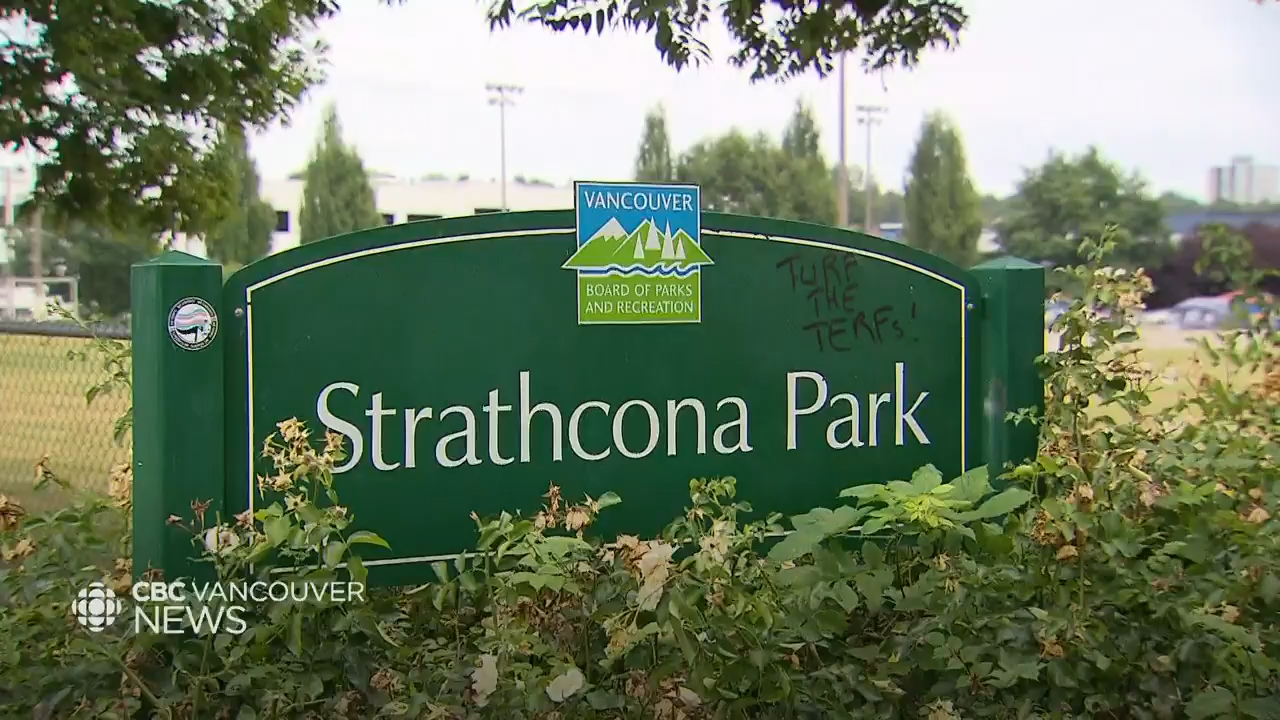 VANCOUVER
BOARD OF PARKS
AND RECREATION
TURF
THE
TERFs!
Strathcona Park
CBC VANCOUVER
NEWS